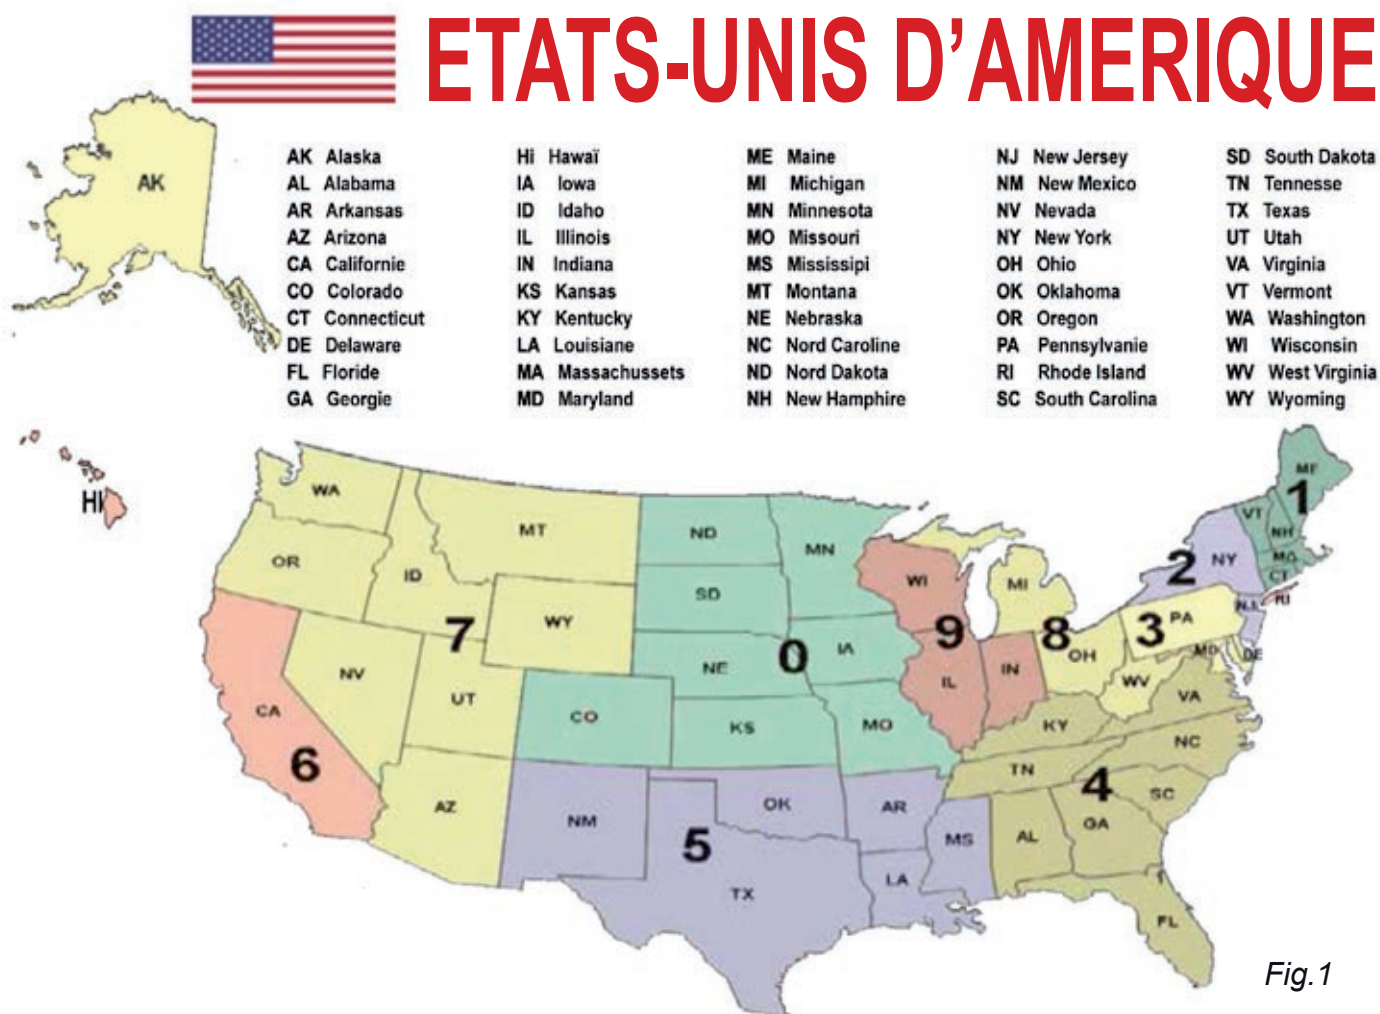 ETATS-UNIS D’AMERIQUE
AK Alaska
AL Alabama
AR Arkansas
AZ Arizona
CA Californie
CO Colorado
CT Connecticut
DE Delaware
FL Floride
GA Georgie
Hi Hawaï
IA Iowa
ID Idaho
IL Illinois
IN Indiana
KS Kansas
KY Kentucky
LA Louisiane
MA Massachussets
MD Maryland
ME Maine
MI Michigan
MN Minnesota
MO Missouri
MS Mississipi
MT Montana
NE Nebraska
NC Nord Caroline
ND Nord Dakota
NH New Hamphire
NJ New Jersey
NM New Mexico
NV Nevada
NY New York
OH Ohio
OK Oklahoma
OR Oregon
PA Pennsylvanie
RI Rhode Island
SC South Carolina
SD South Dakota
TN Tennesse
TX Texas
UT Utah
VA Virginia
VT Vermont
WA Washington
WI Wisconsin
WV West Virginia
WY Wyoming
AK
HI
WA
OR
CA
6
NV
ID
MT
7
WY
UT
AZ
ND
SD
NE
CO
KS
0
MN
IA
MO
NM
5
TX
OK
AR
LA
MS
WI
9
IL
IN
MI
8
OH
KY
TN
AL
GA
4
SC
NC
VA
WV
FL
3
PA
MD
DE
2
NY
NJ
ME
1
VT
NH
MA
CT
RI
Fig.1